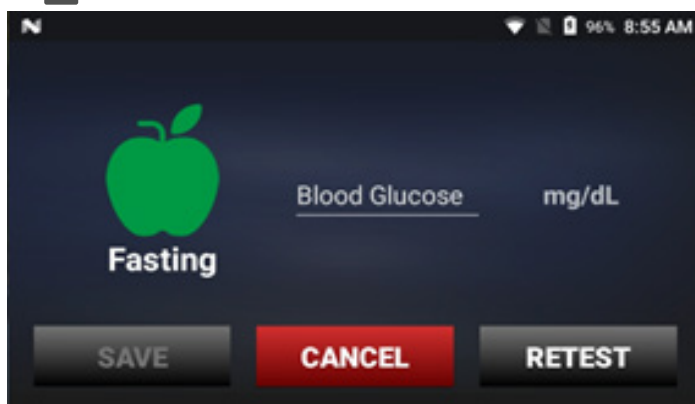 96% 8:55 AM
Blood Glucose mg/dL
Fasting
SAVE CANCEL RETEST